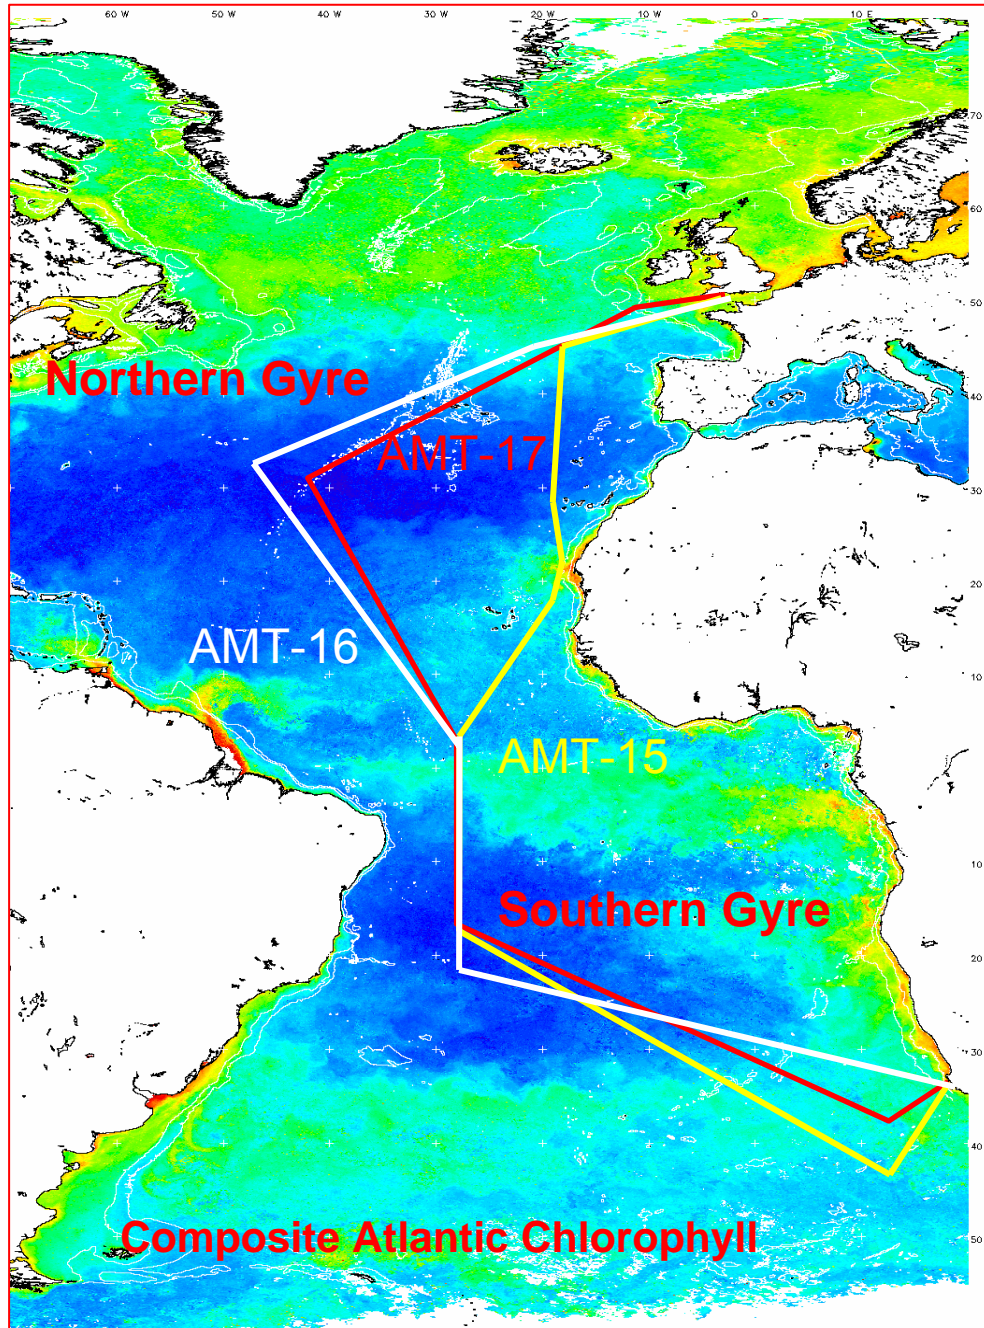 60 W 50 W 40 W 30 W 20 W 10 W 0 10 E
70
60
50
Northern Gyre
40
AMT-17
30
20
AMT-16
10
AMT-15
10
Southern Gyre
20
30
40
Composite Atlantic Chlorophyll
50